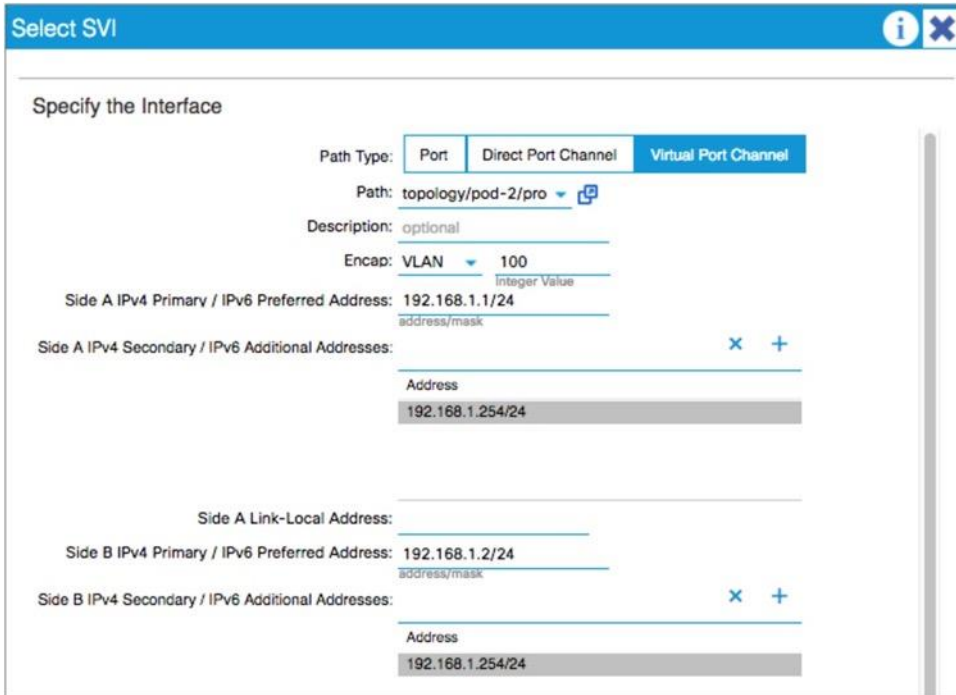 Select SVI
Specify the Interface
Path Type: Port Direct Port Channel Virtual Port Channel
Path: topology/pod-2/pro
Description: optional
Encap: VLAN 100
Integer Value
Side A IPv4 Primary / IPv6 Preferred Address: 192.168.1.1/24
address/mask
Side A IPv4 Secondary / IPv6 Additional Addresses:
Address
192.168.1.254/24
Side A Link-Local Address:
Side B IPv4 Primary / IPv6 Preferred Address: 192.168.1.2/24
address/mask
Side B IPv4 Secondary / IPv6 Additional Addresses:
Address
192.168.1.254/24